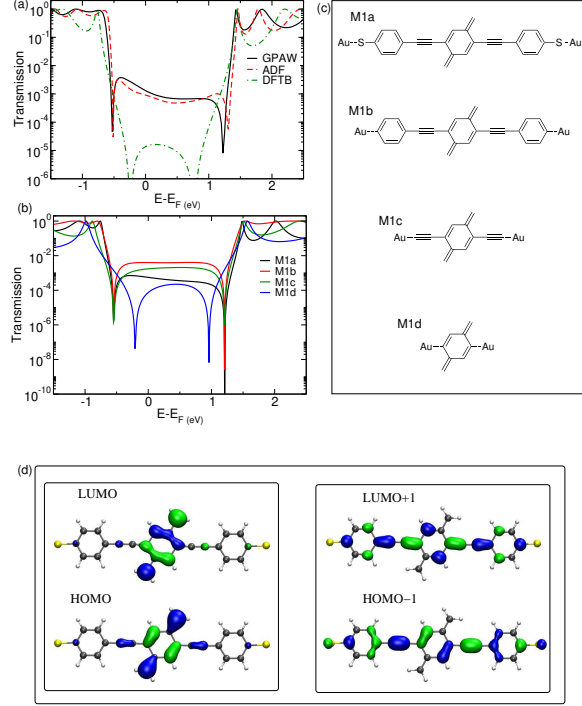 (a)
10^0
10^-1
10^-2
10^-3
10^-4
10^-5
10^-6
Transmission
GPAW
ADF
DFTB
-1 0 1 2
E-E_F (eV)
(b)
10^0
10^-2
10^-4
10^-6
10^-8
10^-10
Transmission
M1a
M1b
M1c
M1d
-1 0 1 2
E-E_F (eV)
(c)
M1a
Au S S Au
M1b
Au Au
M1c
Au Au
M1d
Au Au
(d)
LUMO
LUMO+1
HOMO
HOMO−1